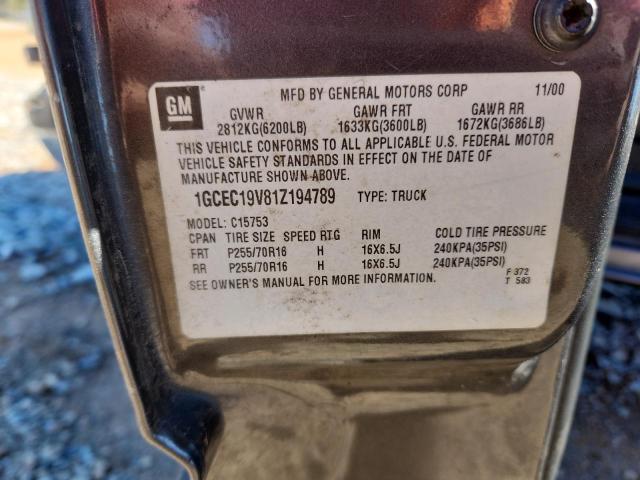 MFD BY GENERAL MOTORS CORP 11/00
GM
GVWR GAWR FRT GAWR RR
2812KG(6200LB) 1633KG(3600LB) 1672KG(3686LB)
THIS VEHICLE CONFORMS TO ALL APPLICABLE U.S. FEDERAL MOTOR
VEHICLE SAFETY STANDARDS IN EFFECT ON THE DATE OF
MANUFACTURE SHOWN ABOVE.
1GCEC19V81Z194789 TYPE: TRUCK
MODEL: C15753
CPAN TIRE SIZE SPEED RTG RIM COLD TIRE PRESSURE
FRT P255/70R16 H 16X6.5J 240KPA(35PSI)
RR P255/70R16 H 16X6.5J 240KPA(35PSI)
SEE OWNER'S MANUAL FOR MORE INFORMATION.
F 372
T 583